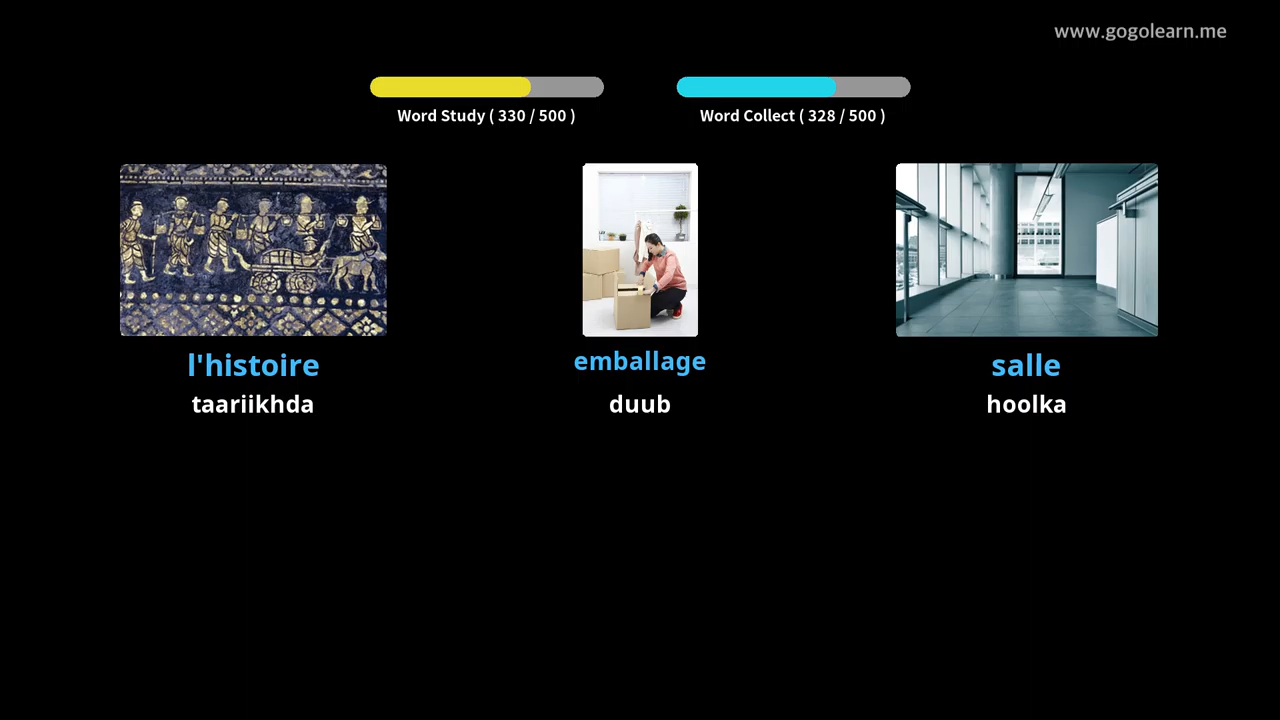 www.gogolearn.me
Word Study ( 330 / 500 )
Word Collect ( 328 / 500 )
l'histoire
taariikhda
emballage
duub
salle
hoolka